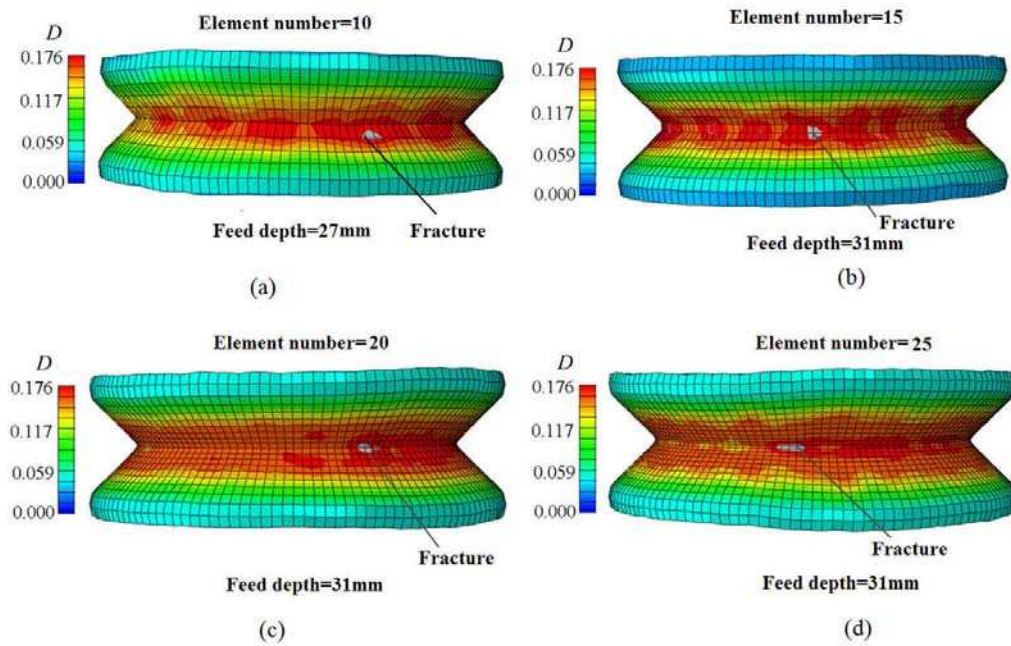 Element number=10
D
0.176
0.117
0.059
0.000
Feed depth=27mm
Fracture
(a)
Element number=15
D
0.176
0.117
0.059
0.000
Fracture
Feed depth=31mm
(b)
Element number=20
D
0.176
0.117
0.059
0.000
Fracture
Feed depth=31mm
(c)
Element number=25
D
0.176
0.117
0.059
0.000
Fracture
Feed depth=31mm
(d)